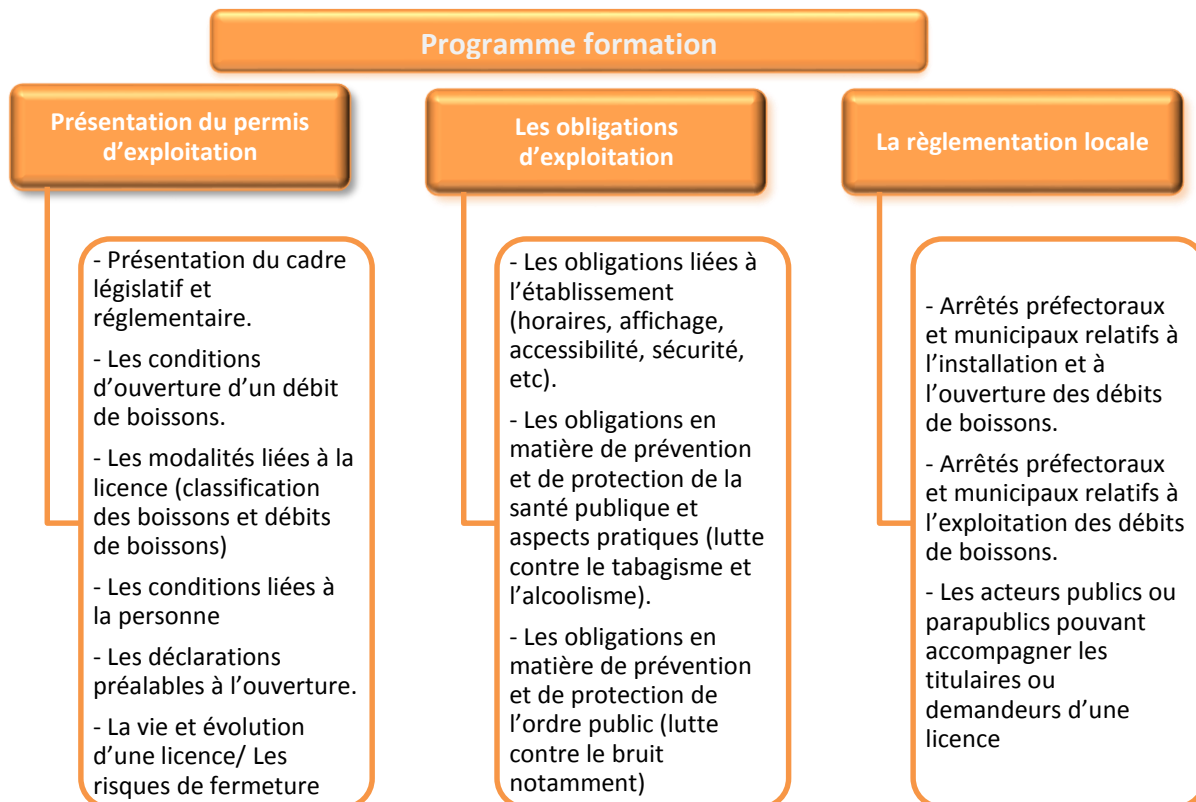 Programme formation
Présentation du permis
d’exploitation
- Présentation du cadre
législatif et
réglementaire.
- Les conditions
d’ouverture d’un débit
de boissons.
- Les modalités liées à la
licence (classification
des boissons et débits
de boissons)
- Les conditions liées à
la personne
- Les déclarations
préalables à l’ouverture.
- La vie et évolution
d’une licence/ Les
risques de fermeture
Les obligations
d’exploitation
- Les obligations liées à
l’établissement
(horaires, affichage,
accessibilité, sécurité,
etc).
- Les obligations en
matière de prévention
et de protection de la
santé publique et
aspects pratiques (lutte
contre le tabagisme et
l’alcoolisme).
- Les obligations en
matière de prévention
et de protection de
l’ordre public (lutte
contre le bruit
notamment)
La règlementation locale
- Arrêtés préfectoraux
et municipaux relatifs à
l’installation et à
l’ouverture des débits
de boissons.
- Arrêtés préfectoraux
et municipaux relatifs à
l’exploitation des débits
de boissons.
- Les acteurs publics ou
parapublics pouvant
accompagner les
titulaires ou
demandeurs d’une
licence